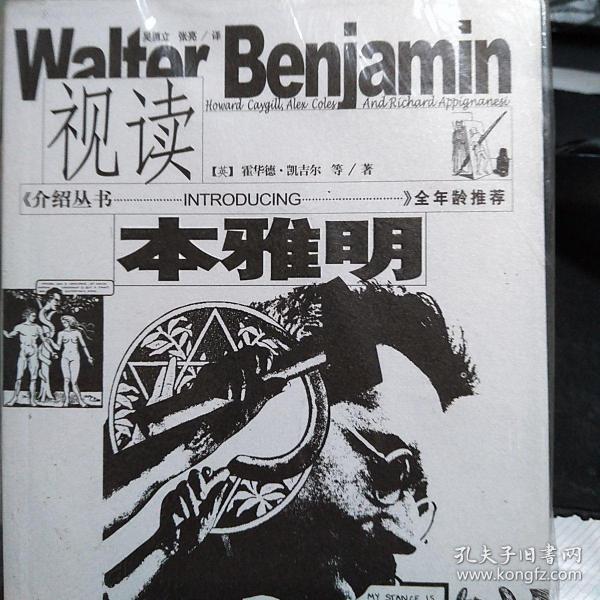 吴勇立 张亮/译
Walter Benjamin
Howard Caygill, Alex Coles And Richard Appignanesi
视读
【英】霍华德·凯吉尔 等/著
《介绍丛书 INTRODUCING 》全年龄推荐
本雅明
MY STANCE IS
孔夫子旧书网
www.kongfz.com